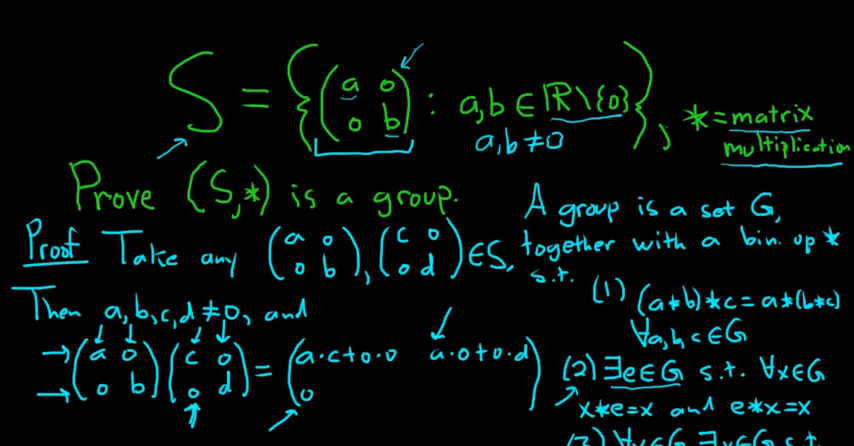 S = { ( a 0 ; 0 b ) : a, b ∈ ℝ \ {0} }, * = matrix multiplication
a, b ≠ 0
Prove (S, *) is a group.
Proof Take any ( a 0 ; 0 b ), ( c 0 ; 0 d ) ∈ S,
Then a, b, c, d ≠ 0, and
( a 0 ; 0 b ) ( c 0 ; 0 d ) = ( a·c+0·0 a·0+0·d ; 0
A group is a set G,
together with a bin. op *
s.t.
(1) (a*b)*c = a*(b*c)
∀a, b, c ∈ G
(2) ∃e∈G s.t. ∀x∈G
x*e=x and e*x=x
(3) ∀x∈G ∃y∈G s.t.